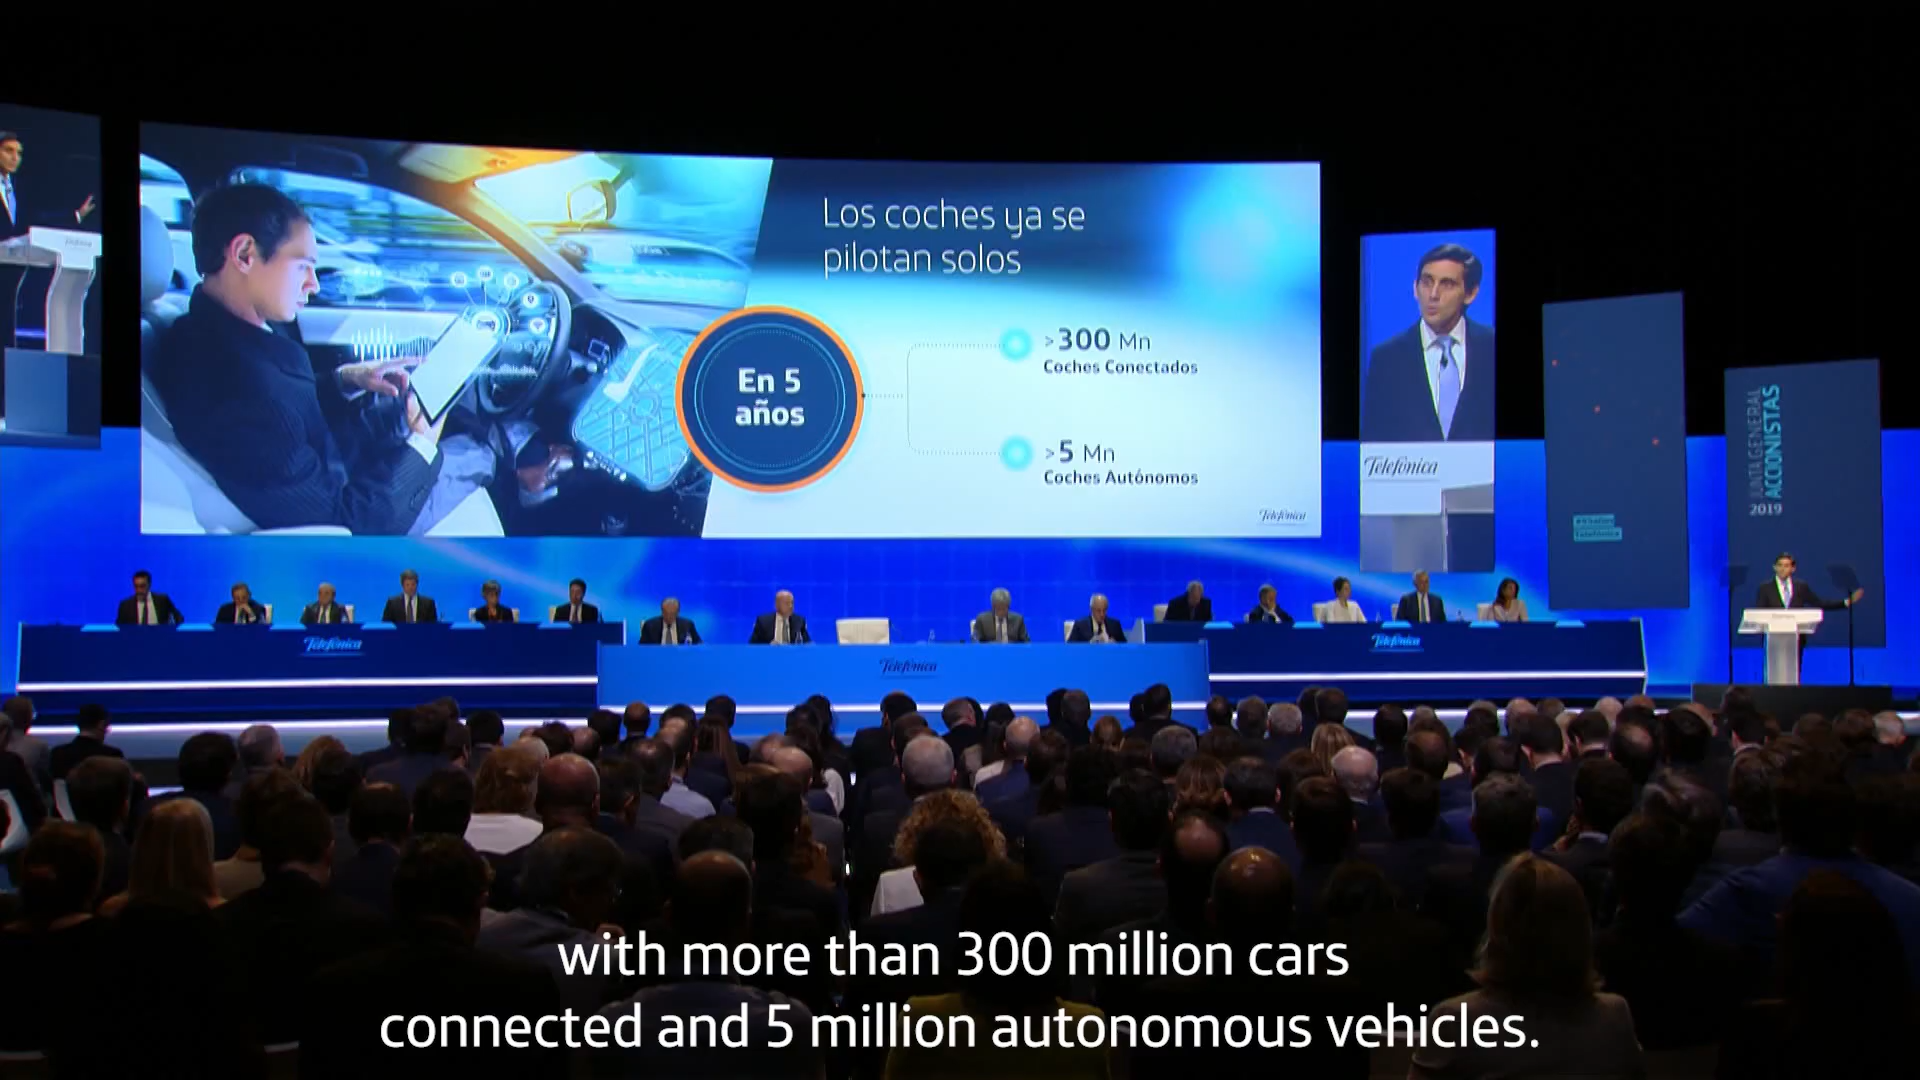 Los coches ya se
pilotan solos
En 5
años
>300 Mn
Coches Conectados
>5 Mn
Coches Autónomos
Telefónica
Telefónica
JUNTA GENERAL
ACCIONISTAS
2019
Telefónica
Telefónica
Telefónica
with more than 300 million cars
connected and 5 million autonomous vehicles.